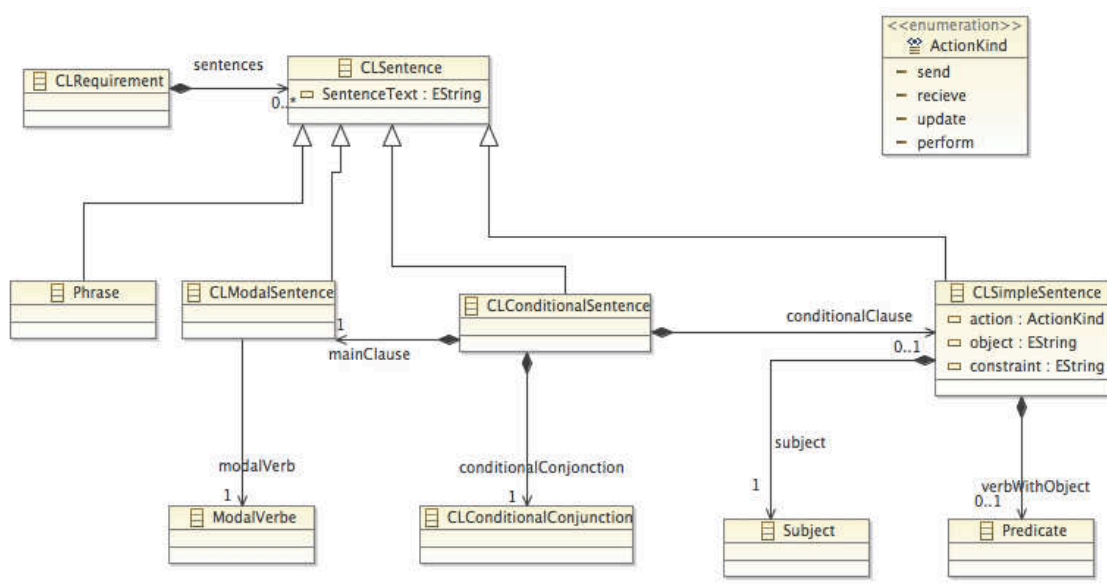 <<enumeration>>
ActionKind
send
recieve
update
perform
CLRequirement
sentences
0..*
CLSentence
SentenceText : EString
Phrase
CLModalSentence
CLConditionalSentence
CLSimpleSentence
action : ActionKind
object : EString
constraint : EString
1
mainClause
conditionalClause
0..1
modalVerb
1
conditionalConjonction
1
subject
1
verbWithObject
0..1
ModalVerbe
CLConditionalConjunction
Subject
Predicate